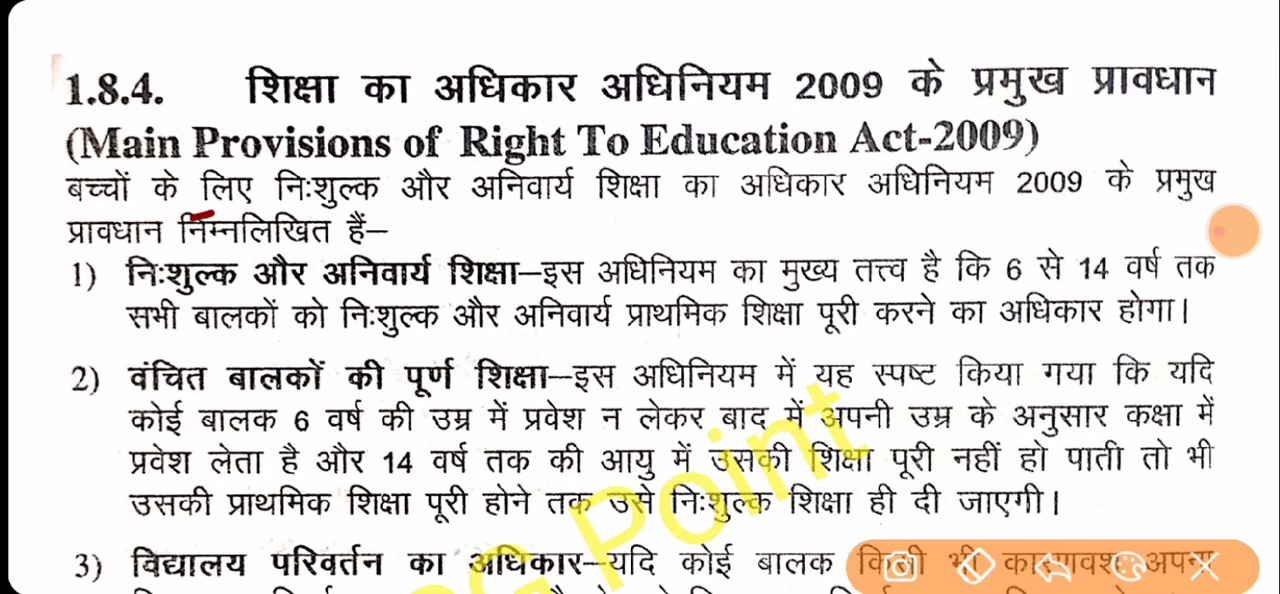 1.8.4. शिक्षा का अधिकार अधिनियम 2009 के प्रमुख प्रावधान
(Main Provisions of Right To Education Act-2009)
बच्चों के लिए निःशुल्क और अनिवार्य शिक्षा का अधिकार अधिनियम 2009 के प्रमुख
प्रावधान निम्नलिखित हैं–
1) निःशुल्क और अनिवार्य शिक्षा–इस अधिनियम का मुख्य तत्त्व है कि 6 से 14 वर्ष तक
सभी बालकों को निःशुल्क और अनिवार्य प्राथमिक शिक्षा पूरी करने का अधिकार होगा।
2) वंचित बालकों की पूर्ण शिक्षा–इस अधिनियम में यह स्पष्ट किया गया कि यदि
कोई बालक 6 वर्ष की उम्र में प्रवेश न लेकर बाद में अपनी उम्र के अनुसार कक्षा में
प्रवेश लेता है और 14 वर्ष तक की आयु में उसकी शिक्षा पूरी नहीं हो पाती तो भी
उसकी प्राथमिक शिक्षा पूरी होने तक उसे निःशुल्क शिक्षा ही दी जाएगी।
3) विद्यालय परिवर्तन का अधिकार–यदि कोई बालक किसी भी कारणवश अपना
G Point